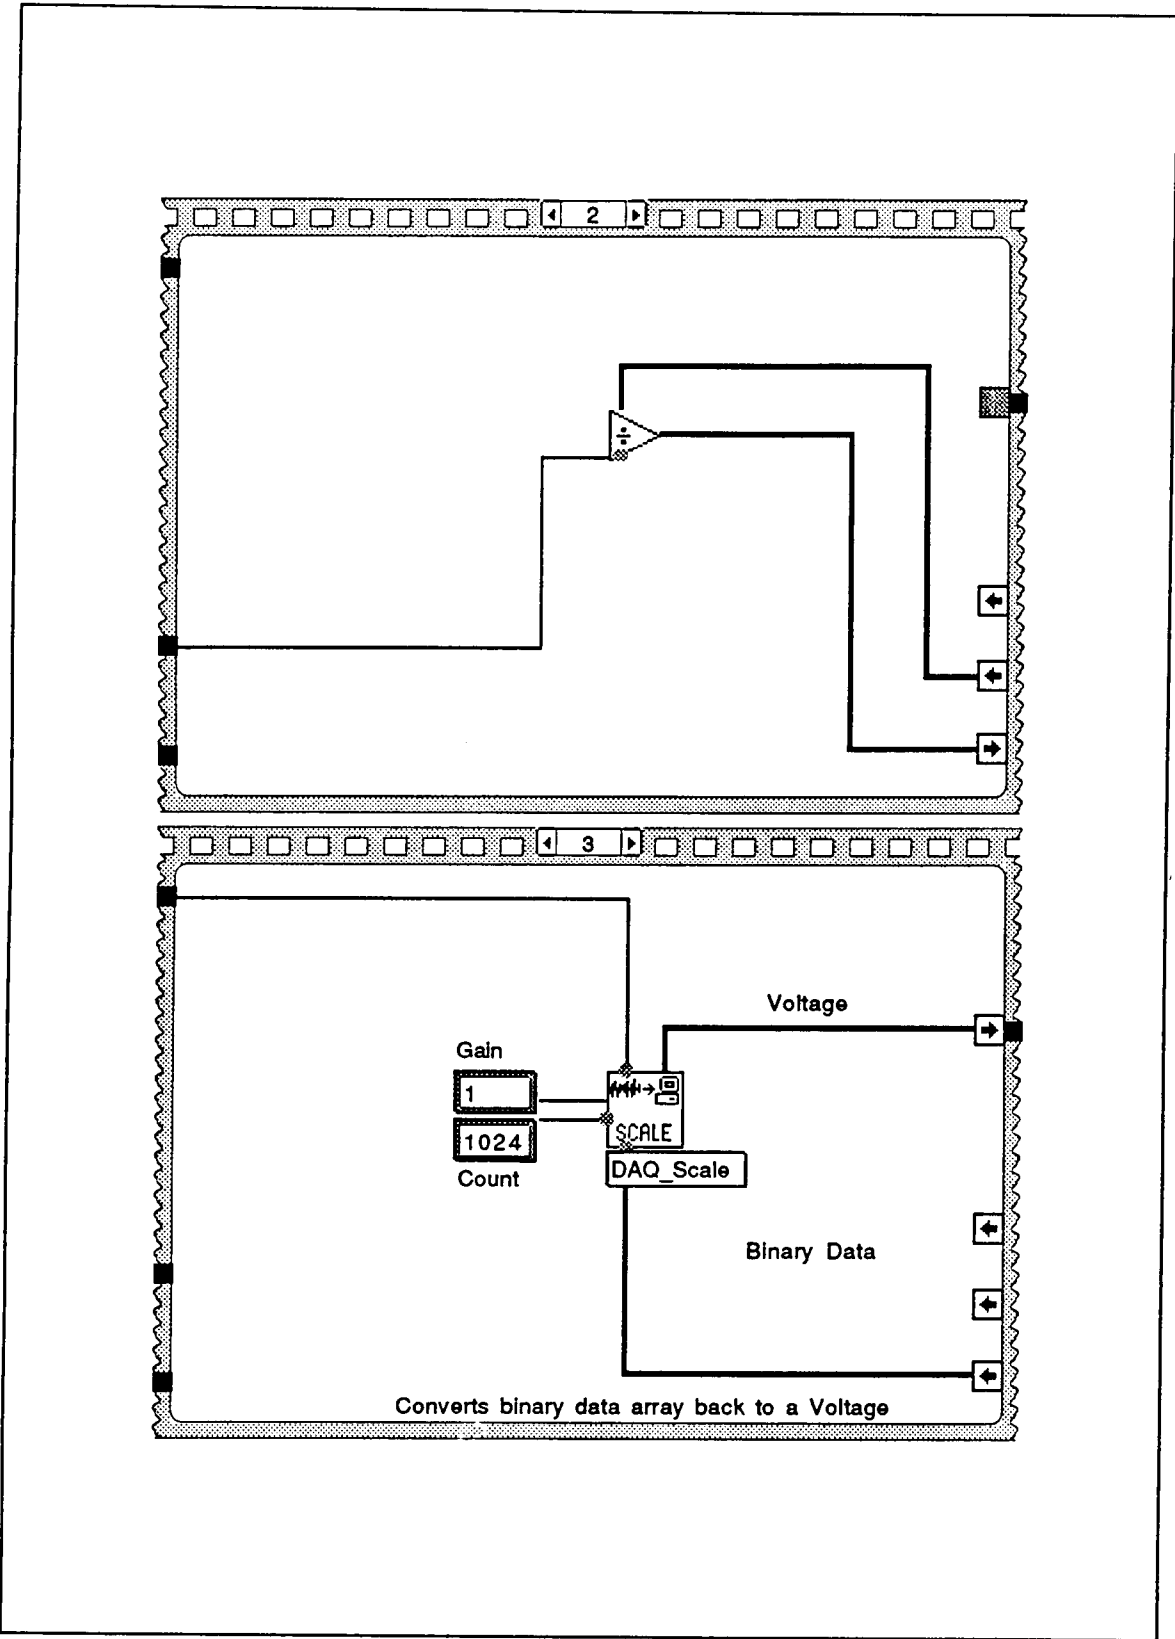 2
÷
3
Voltage
Gain
1
SCALE
1024
DAQ_Scale
Count
Binary Data
Converts binary data array back to a Voltage